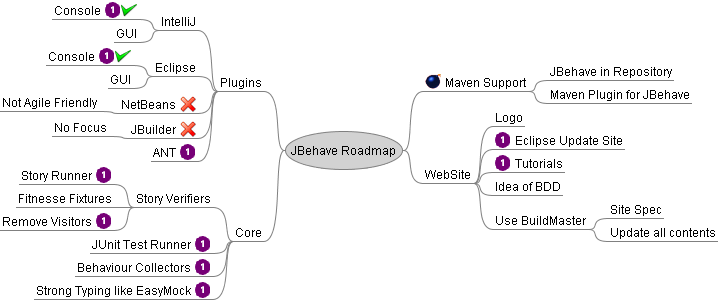 JBehave Roadmap
Plugins
IntelliJ
Console 1
GUI
Eclipse
Console 1
GUI
NetBeans
Not Agile Friendly
JBuilder
No Focus
ANT 1
Core
Story Verifiers
Story Runner 1
Fitnesse Fixtures
Remove Visitors 1
JUnit Test Runner 1
Behaviour Collectors 1
Strong Typing like EasyMock 1
Maven Support
JBehave in Repository
Maven Plugin for JBehave
WebSite
Logo
1 Eclipse Update Site
1 Tutorials
Idea of BDD
Use BuildMaster
Site Spec
Update all contents